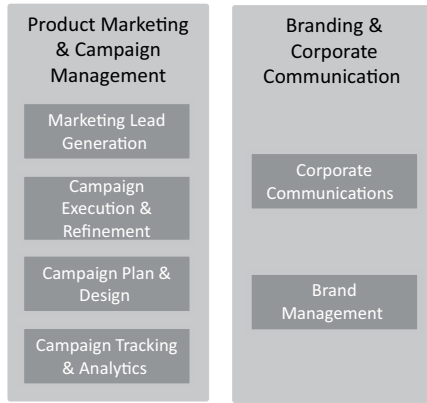 Product Marketing
& Campaign
Management
Marketing Lead
Generation
Campaign
Execution &
Refinement
Campaign Plan &
Design
Campaign Tracking
& Analytics
Branding &
Corporate
Communication
Corporate
Communications
Brand
Management